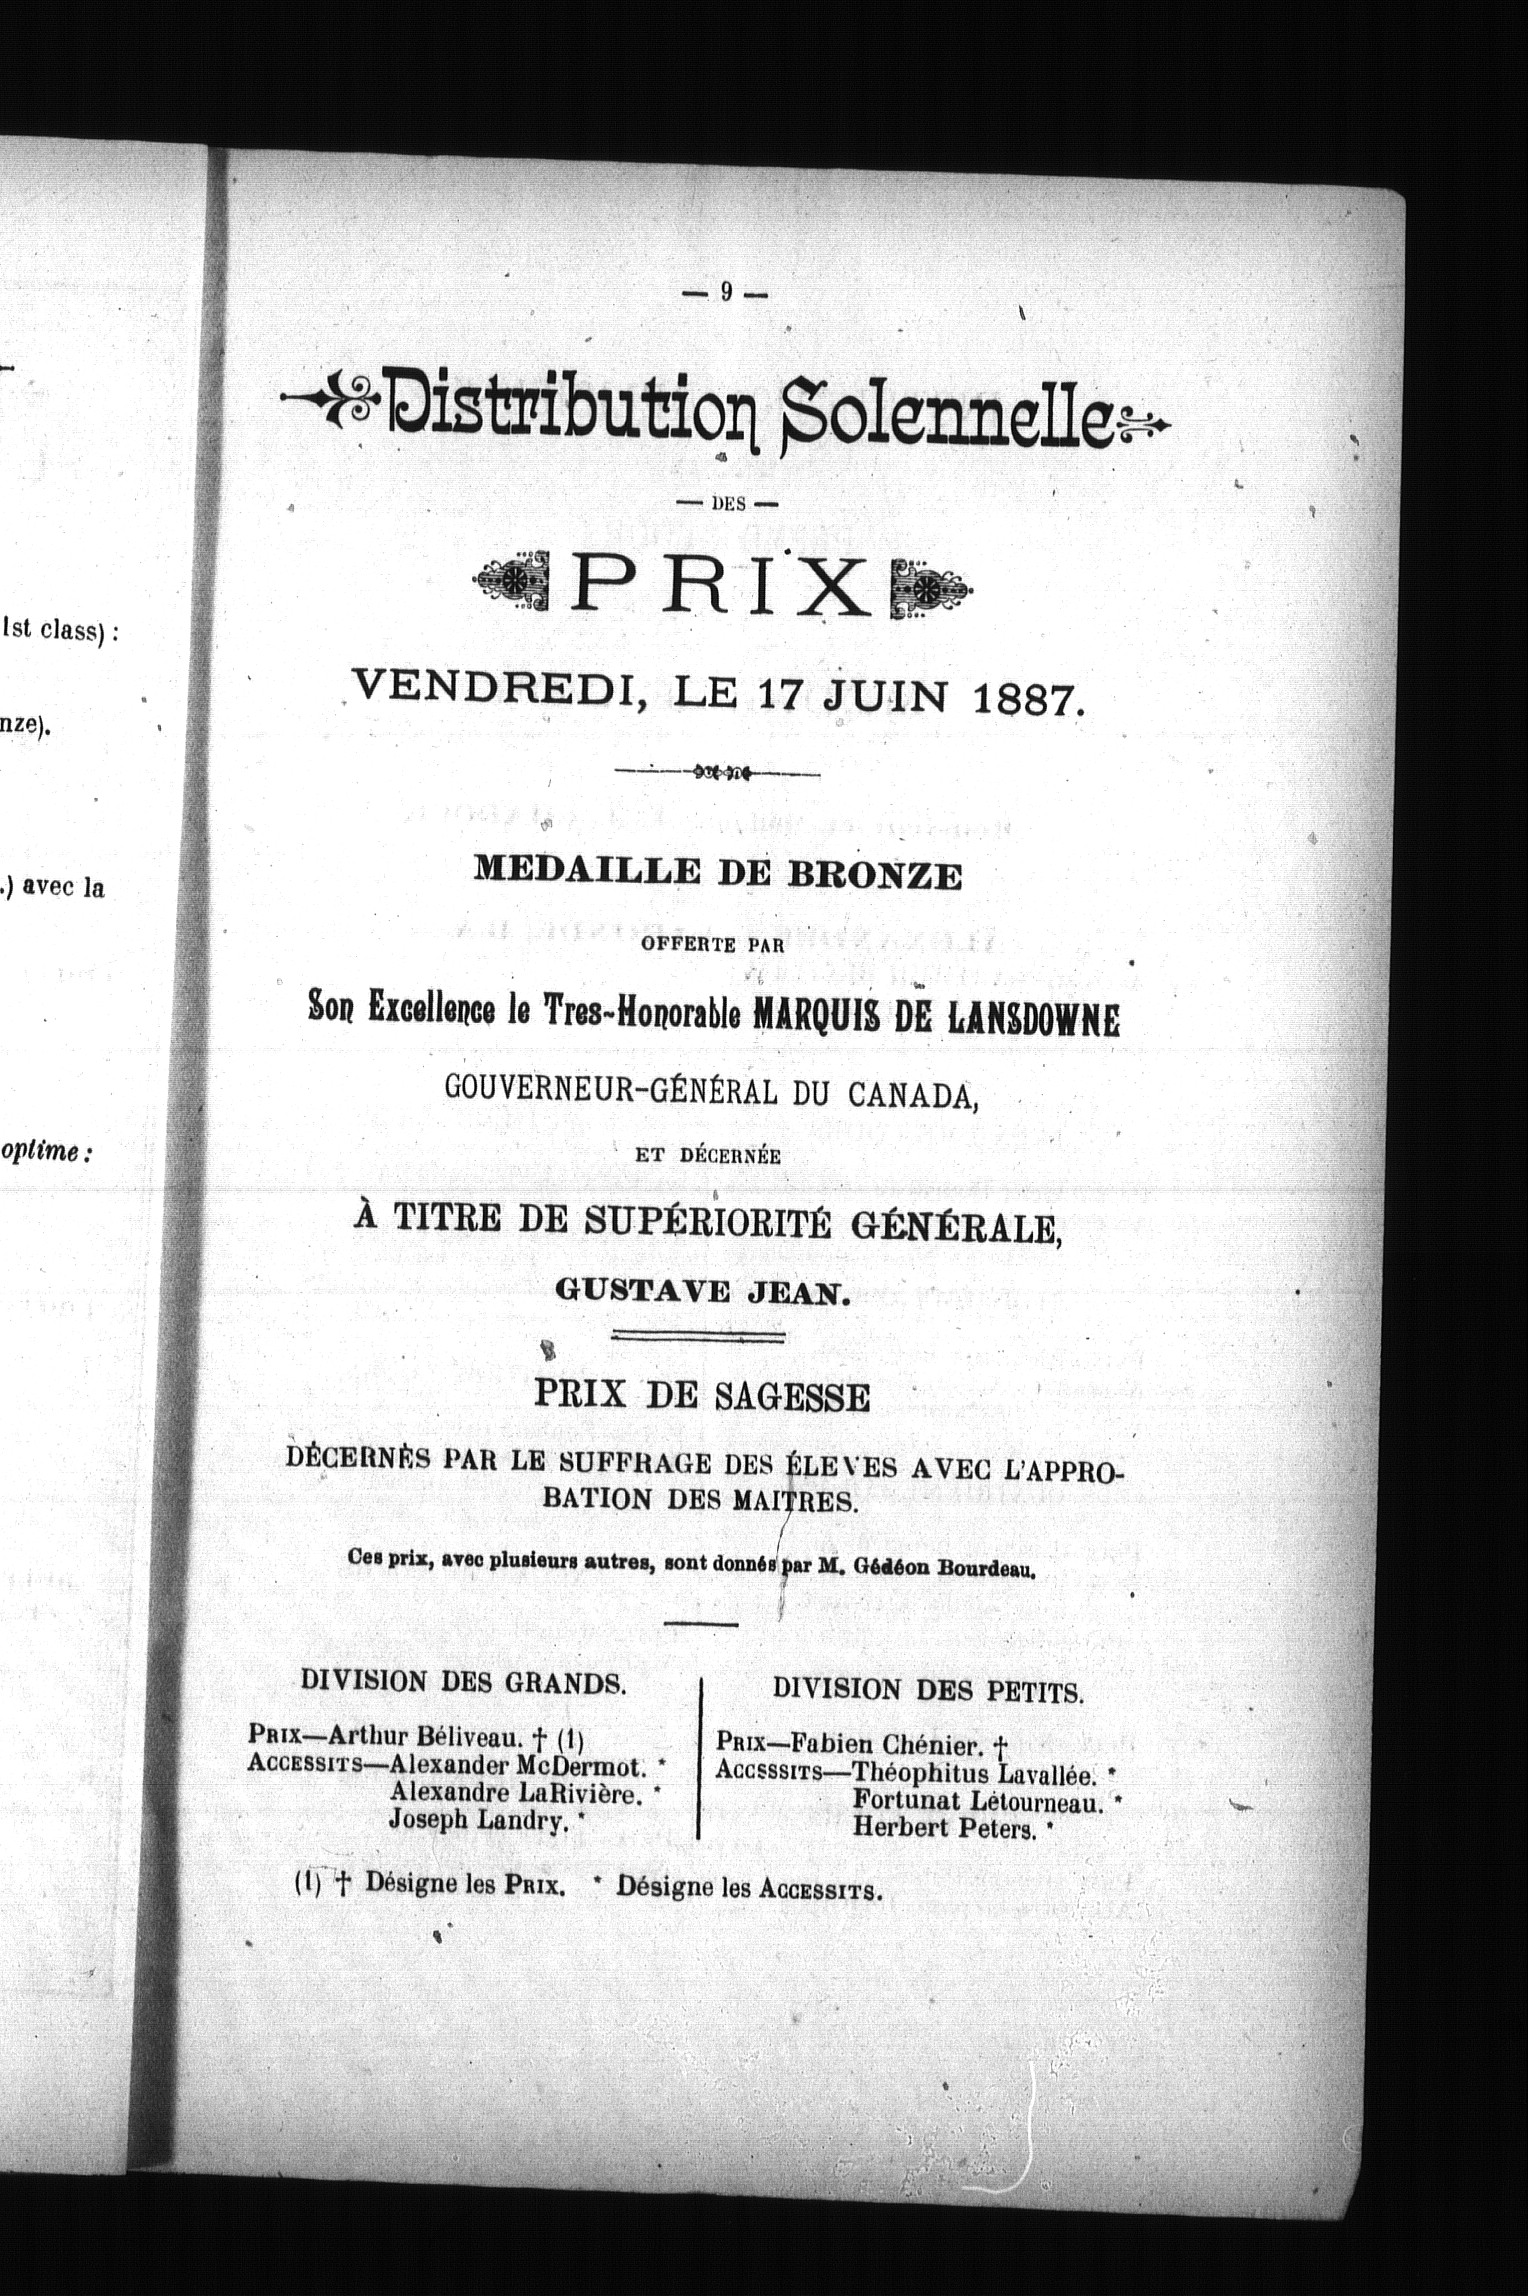 1st class) :
nze).
.) avec la
optime :
— 9 —
Distribution Solennelle
— DES —
PRIX
VENDREDI, LE 17 JUIN 1887.
MEDAILLE DE BRONZE
OFFERTE PAR
Son Excellence le Tres-Honorable MARQUIS DE LANSDOWNE
GOUVERNEUR-GÉNÉRAL DU CANADA,
ET DÉCERNÉE
À TITRE DE SUPÉRIORITÉ GÉNÉRALE,
GUSTAVE JEAN.
PRIX DE SAGESSE
DÉCERNÉS PAR LE SUFFRAGE DES ÉLEVES AVEC L'APPRO-
BATION DES MAITRES.
Ces prix, avec plusieurs autres, sont donnés par M. Gédéon Bourdeau.
DIVISION DES GRANDS.
PRIX—Arthur Béliveau. † (1)
ACCESSITS—Alexander McDermot. *
Alexandre LaRivière. *
Joseph Landry. *
DIVISION DES PETITS.
PRIX—Fabien Chénier. †
ACCSSSITS—Théophitus Lavallée. *
Fortunat Létourneau. *
Herbert Peters. *
(1) † Désigne les PRIX. * Désigne les ACCESSITS.